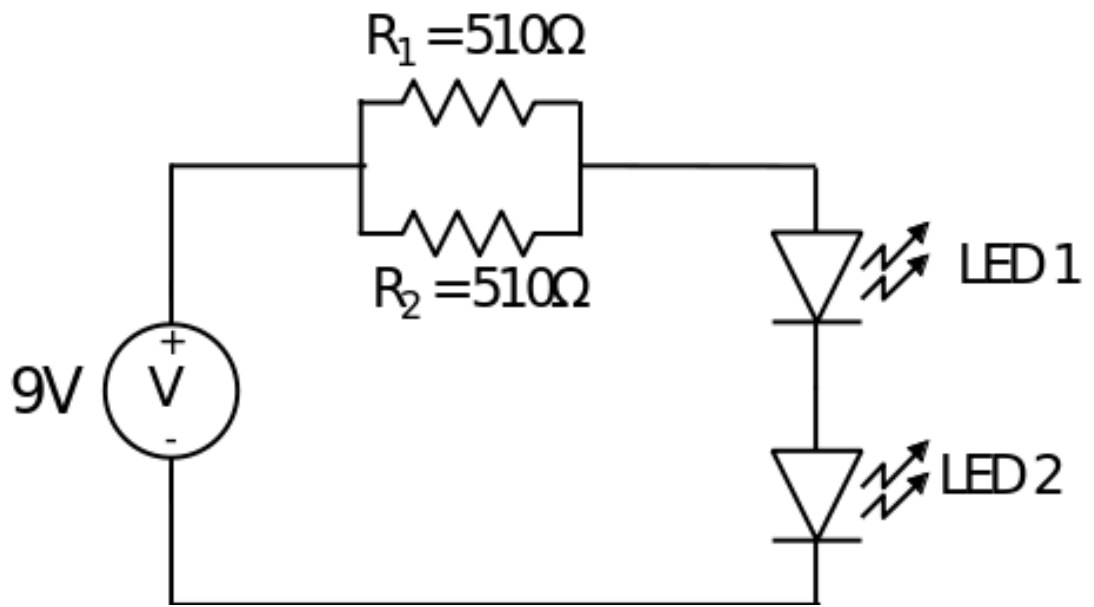 R₁=510Ω
R₂=510Ω
LED1
9V
+
V
-
LED2